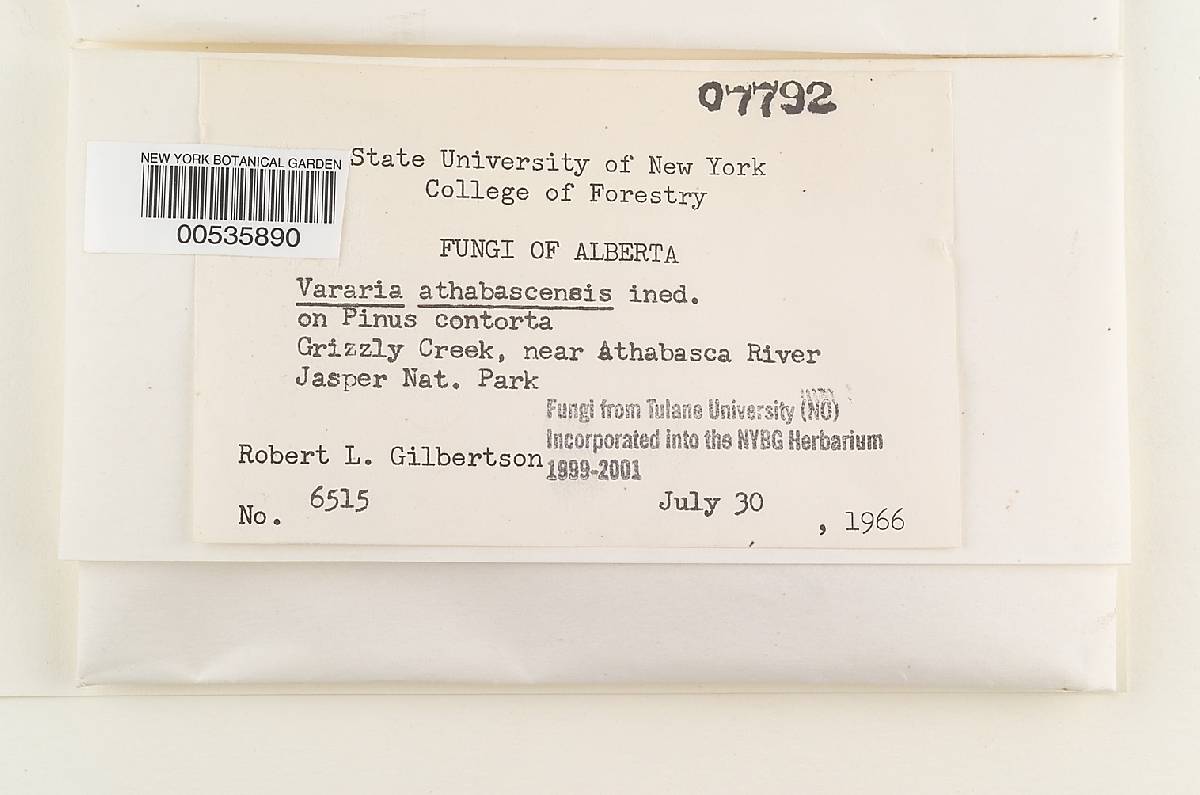 07792
NEW YORK BOTANICAL GARDEN
00535890
State University of New York
College of Forestry
FUNGI OF ALBERTA
Vararia athabascensis ined.
on Pinus contorta
Grizzly Creek, near Athabasca River
Jasper Nat. Park
Fungi from Tulane University (NO)
Incorporated into the NYBG Herbarium
1999-2001
Robert L. Gilbertson
No. 6515 July 30, 1966